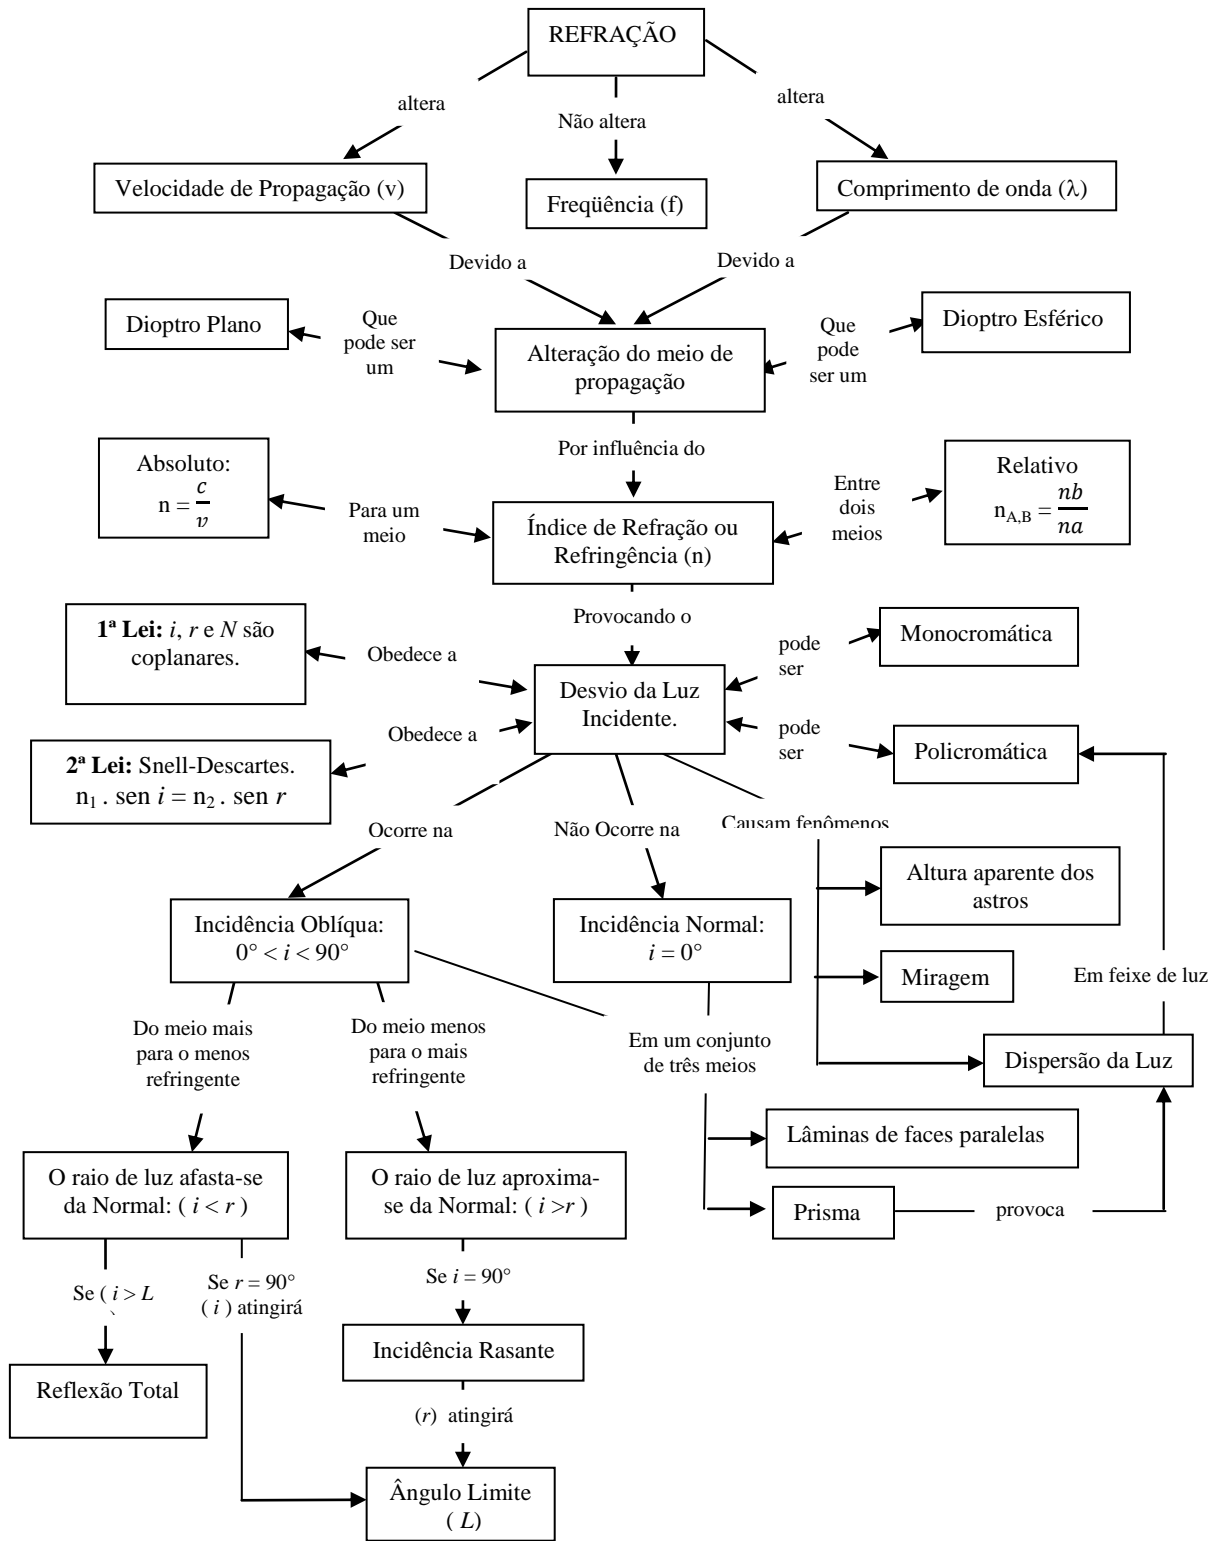 REFRAÇÃO
altera
Não altera
altera
Velocidade de Propagação (v)
Freqüência (f)
Comprimento de onda (λ)
Devido a
Devido a
Dioptro Plano
Que
pode ser
um
Alteração do meio de
propagação
Que
pode
ser um
Dioptro Esférico
Por influência do
Absoluto:
n = c/v
Para um
meio
Índice de Refração ou
Refringência (n)
Entre
dois
meios
Relativo
nA,B = nb/na
Provocando o
1ª Lei: i, r e N são
coplanares.
Obedece a
Desvio da Luz
Incidente.
pode
ser
Monocromática
2ª Lei: Snell-Descartes.
n1 . sen i = n2 . sen r
Obedece a
pode
ser
Policromática
Ocorre na
Não Ocorre na
Causam fenômenos
Altura aparente dos
astros
Incidência Oblíqua:
0° < i < 90°
Incidência Normal:
i = 0°
Miragem
Em feixe de luz
Do meio mais
para o menos
refringente
Do meio menos
para o mais
refringente
Em um conjunto
de três meios
Dispersão da Luz
Lâminas de faces paralelas
O raio de luz afasta-se
da Normal: ( i < r )
O raio de luz aproxima-
se da Normal: ( i >r )
Prisma
provoca
Se ( i > L
Se r = 90°
( i ) atingirá
Se i = 90°
Incidência Rasante
Reflexão Total
(r) atingirá
Ângulo Limite
( L)